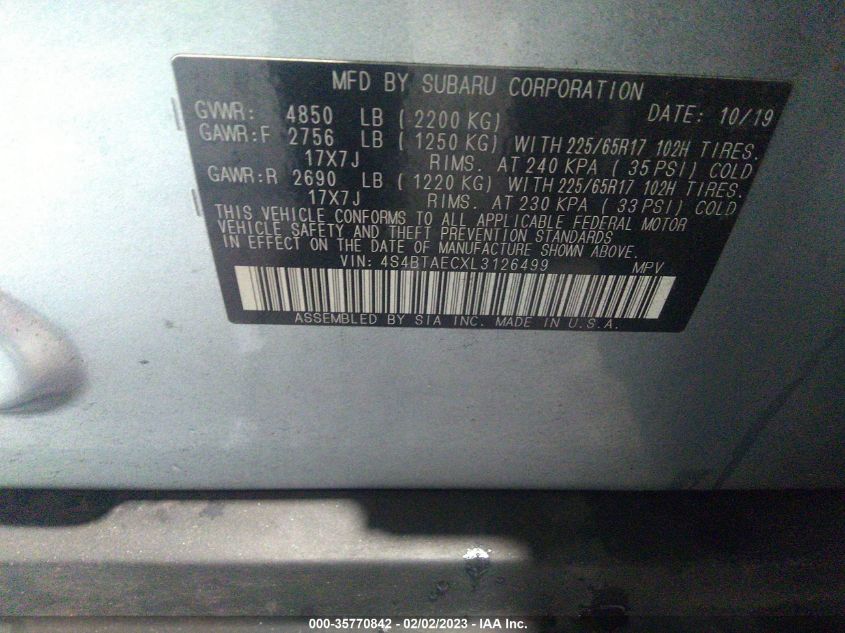 MFD BY SUBARU CORPORATION
GVWR: 4850 LB ( 2200 KG) DATE: 10/19
GAWR:F 2756 LB ( 1250 KG) WITH 225/65R17 102H TIRES.
17X7J RIMS. AT 240 KPA ( 35 PSI) COLD
GAWR:R 2690 LB ( 1220 KG) WITH 225/65R17 102H TIRES.
17X7J RIMS. AT 230 KPA ( 33 PSI) COLD
THIS VEHICLE CONFORMS TO ALL APPLICABLE FEDERAL MOTOR
VEHICLE SAFETY AND THEFT PREVENTION STANDARDS
IN EFFECT ON THE DATE OF MANUFACTURE SHOWN ABOVE.
VIN: 4S4BTAECXL3126499 MPV
ASSEMBLED BY SIA INC. MADE IN U.S.A.
000-35770842 - 02/02/2023 - IAA Inc.